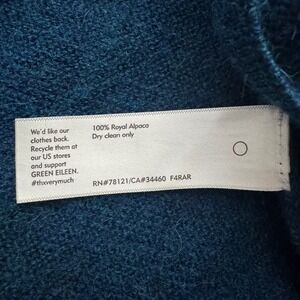 We'd like our
clothes back.
Recycle them at
our US stores
and support
GREEN EILEEN.
#thxverymuch
100% Royal Alpaca
Dry clean only
RN#78121/CA#34460 F4RAR